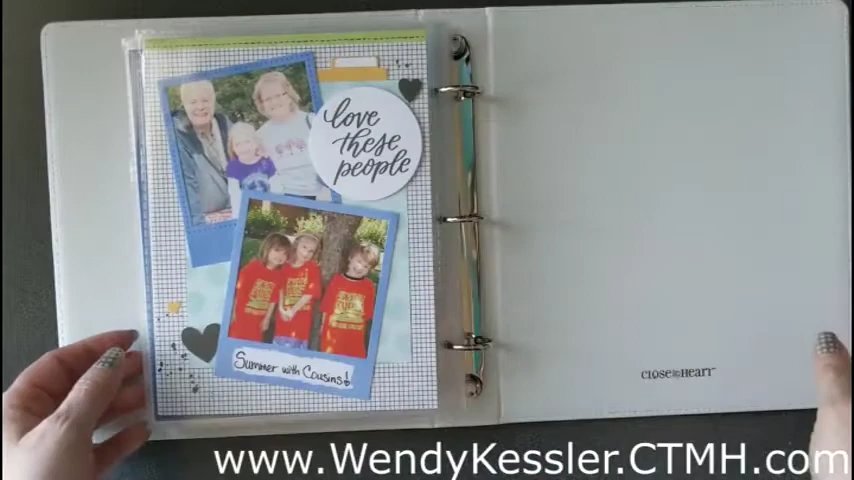 love
these
people
Summer with Cousins!
CLOSE TO MY HEART
www.WendyKessler.CTMH.com